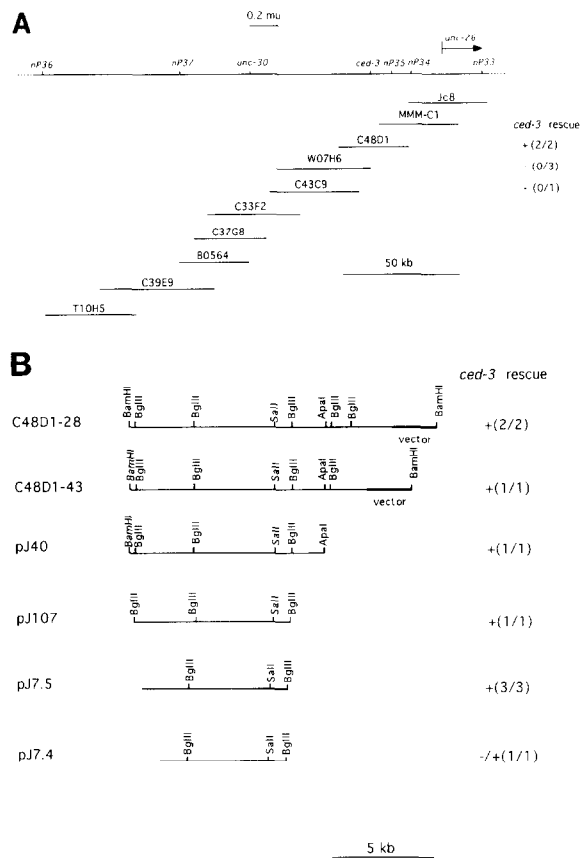 A
0.2 mu
unc-26
nP36 nP37 unc-30 ced-3 nP35 nP34 nP33
Jc8
MMM-C1
ced-3 rescue
C48D1
+(2/2)
W07H6
-(0/3)
C43C9
-(0/1)
C33F2
C37G8
B0564
50 kb
C39E9
T10H5
B
ced-3 rescue
BamHI BglII BglII SalI BglII ApaI BglII BglII BamHI
C48D1-28
+(2/2)
vector
BamHI BglII BglII SalI BglII ApaI BglII BamHI
C48D1-43
+(1/1)
vector
BamHI BglII BglII SalI BglII ApaI
pJ40
+(1/1)
BglII BglII SalI BglII
pJ107
+(1/1)
BglII SalI BglII
pJ7.5
+(3/3)
BglII SalI BglII
pJ7.4
-/+(1/1)
5 kb